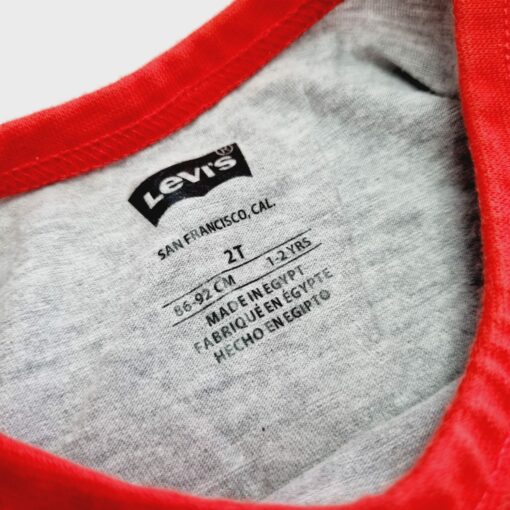 Levi's®
SAN FRANCISCO, CAL.
2T
86-92 CM 1-2 YRS
MADE IN EGYPT
FABRIQUÉ EN ÉGYPTE
HECHO EN EGIPTO